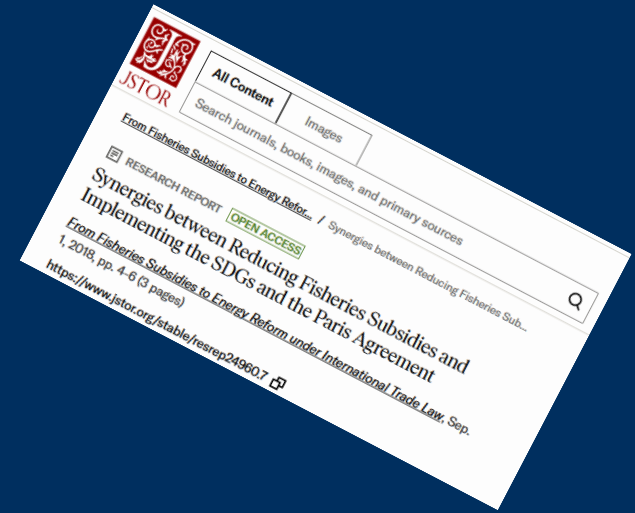 JSTOR
All Content
Images
Search journals, books, images, and primary sources
From Fisheries Subsidies to Energy Refor... / Synergies between Reducing Fisheries Sub...
RESEARCH REPORT OPEN ACCESS
Synergies between Reducing Fisheries Subsidies and
Implementing the SDGs and the Paris Agreement
From Fisheries Subsidies to Energy Reform under International Trade Law, Sep.
1, 2018, pp. 4-6 (3 pages)
https://www.jstor.org/stable/resrep24960.7